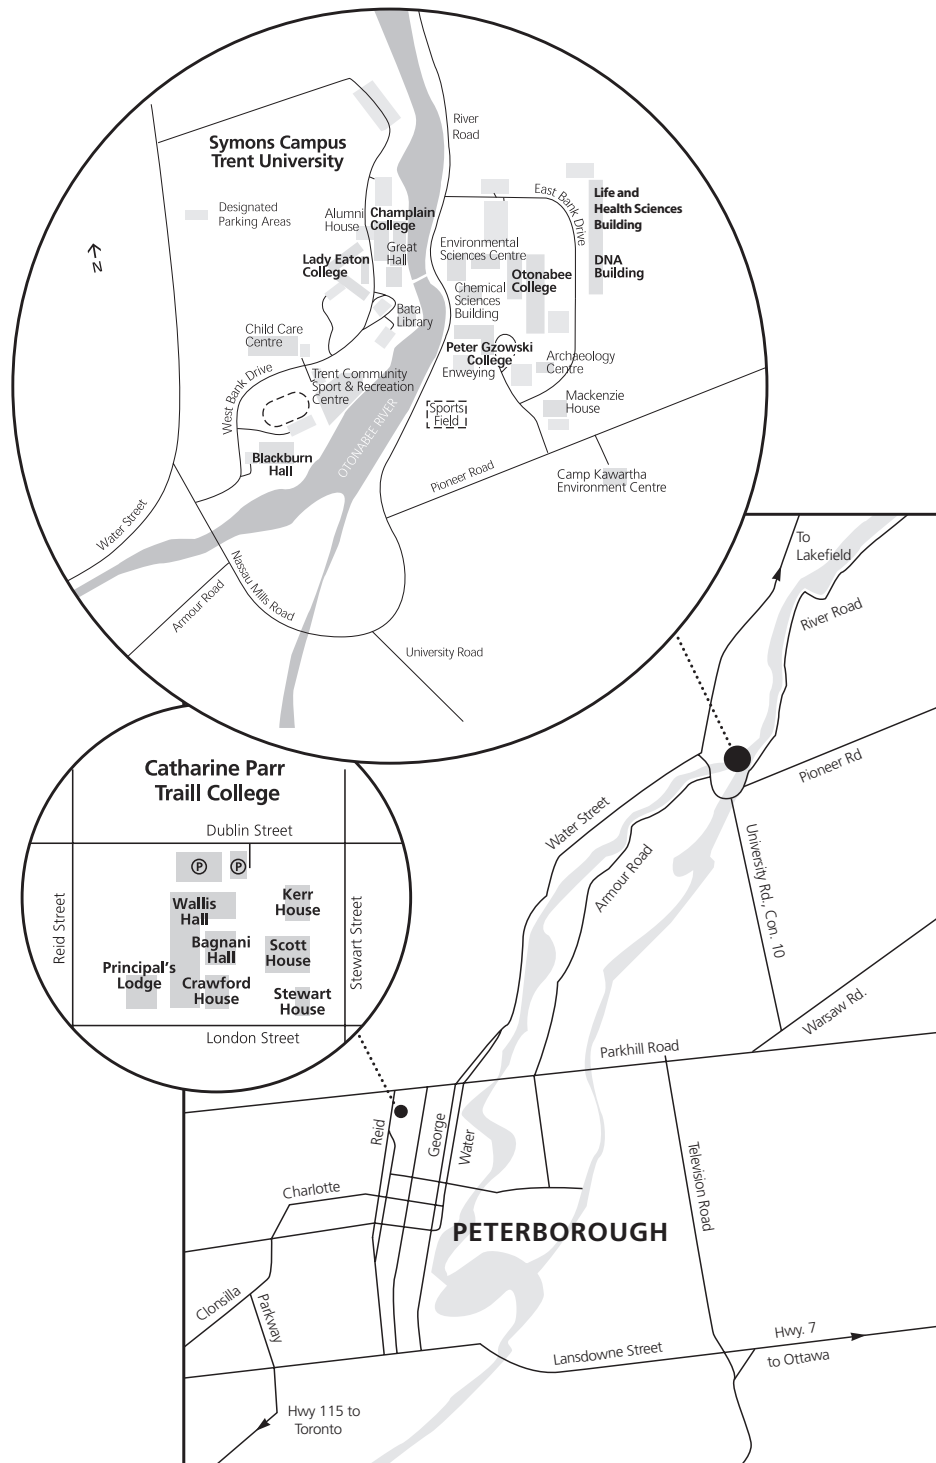 River
Road
Symons Campus
Trent University
East Bank Drive
Life and
Health Sciences
Building
Designated
Parking Areas
Alumni
House
Champlain
College
Great
Hall
Environmental
Sciences Centre
N
Lady Eaton
College
DNA
Building
Otonabee
College
Chemical
Sciences
Building
Bata
Library
Child Care
Centre
Peter Gzowski
College
Enweying
Archaeology
Centre
West Bank Drive
Trent Community
Sport & Recreation
Centre
Mackenzie
House
OTONABEE RIVER
Sports
Field
Blackburn
Hall
Pioneer Road
Camp Kawartha
Environment Centre
Water Street
Nassau Mills Road
Armour Road
University Road
To
Lakefield
River Road
Pioneer Rd
Water Street
Armour Road
University Rd., Con. 10
Warsaw Rd.
Catharine Parr
Traill College
Dublin Street
P
P
Reid Street
Wallis
Hall
Kerr
House
Stewart Street
Bagnani
Hall
Scott
House
Principal's
Lodge
Crawford
House
Stewart
House
London Street
Parkhill Road
Reid
George
Water
Television Road
Charlotte
PETERBOROUGH
Clonsilla
Parkway
Lansdowne Street
Hwy. 7
to Ottawa
Hwy 115 to
Toronto